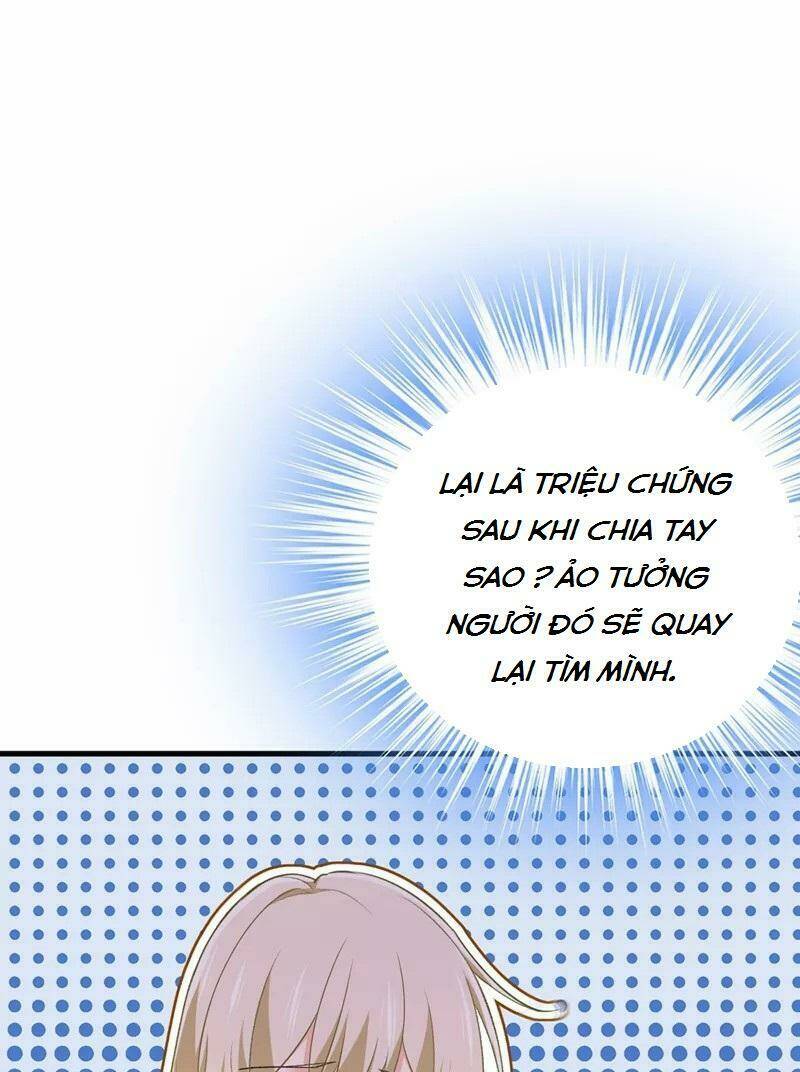 LẠI LÀ TRIỆU CHỨNG
SAU KHI CHIA TAY
SAO ? ẢO TƯỞNG
NGƯỜI ĐÓ SẼ QUAY
LẠI TÌM MÌNH.